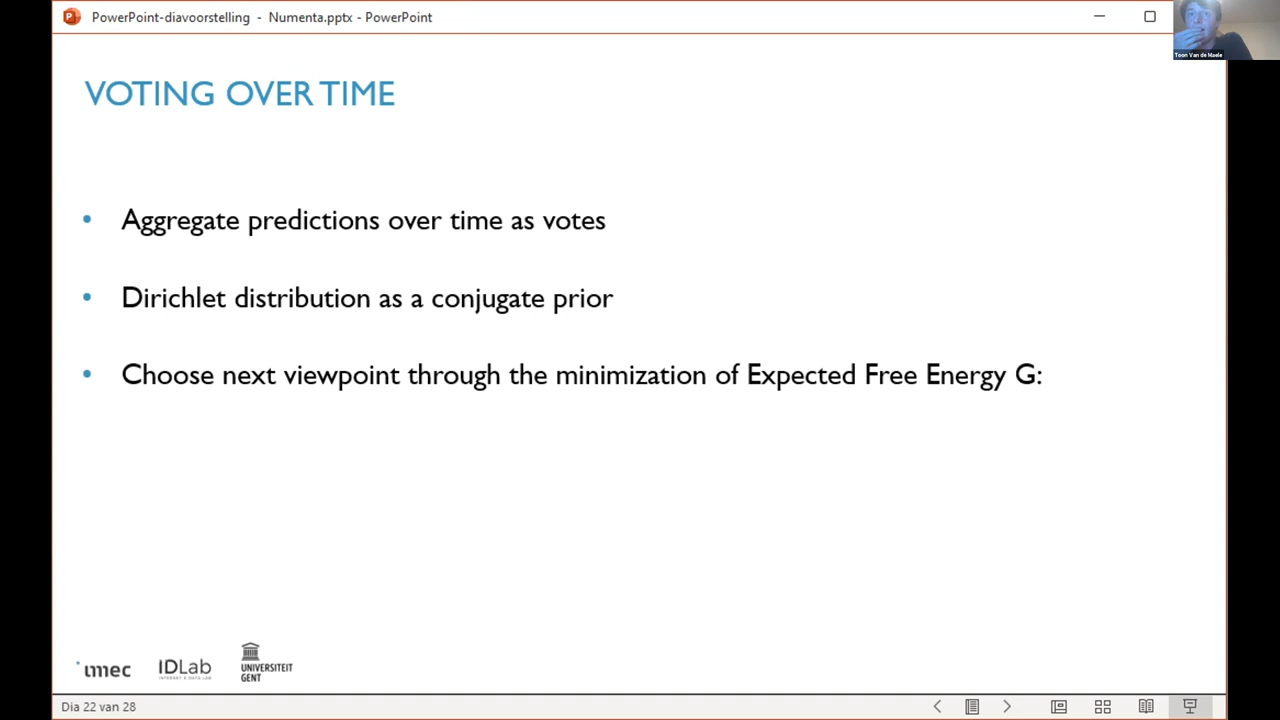 PowerPoint-diavoorstelling - Numenta.pptx - PowerPoint
Toon Van de Maele
VOTING OVER TIME
• Aggregate predictions over time as votes
• Dirichlet distribution as a conjugate prior
• Choose next viewpoint through the minimization of Expected Free Energy G:
imec
IDLab
INTERNET & DATA LAB
UNIVERSITEIT
GENT
Dia 22 van 28